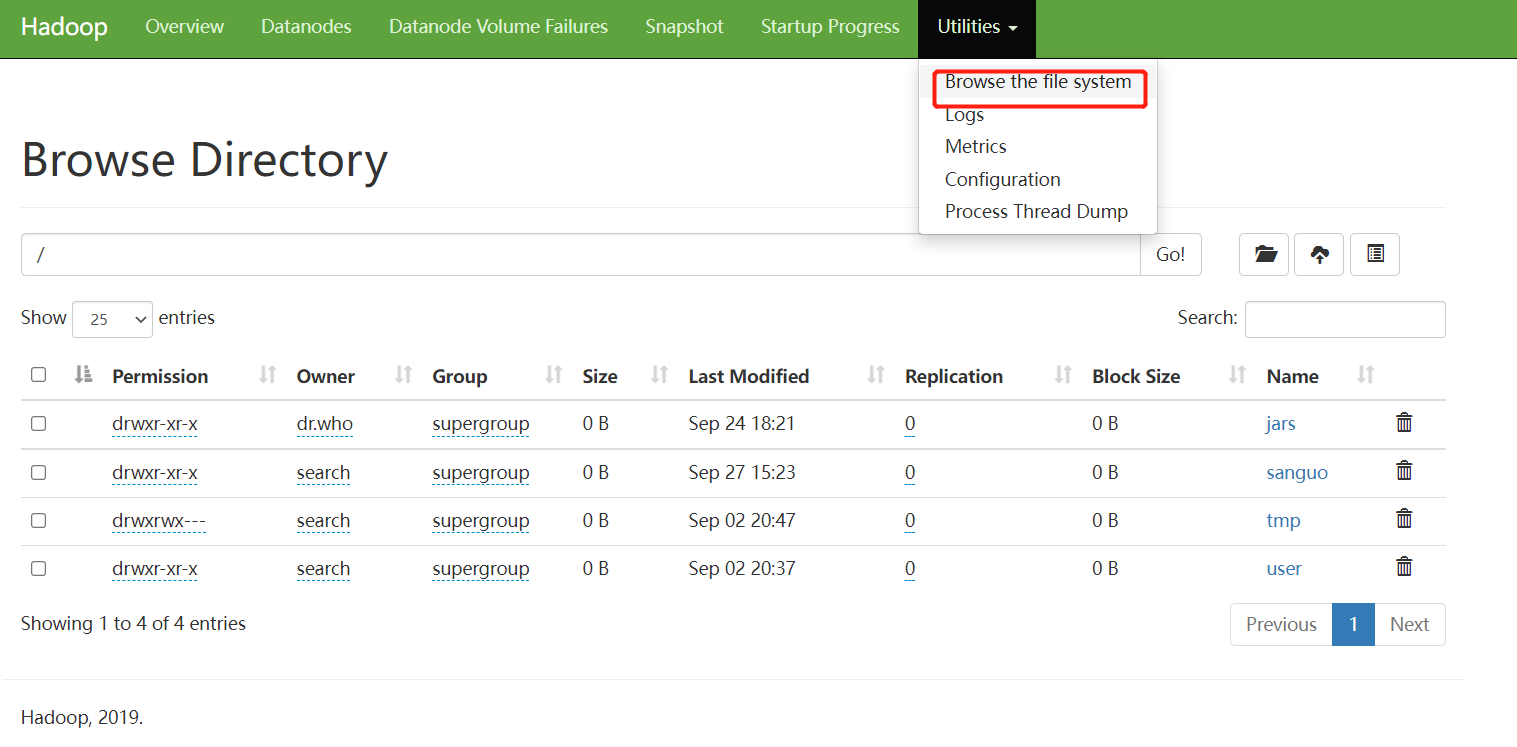 Hadoop Overview Datanodes Datanode Volume Failures Snapshot Startup Progress Utilities
Browse the file system
Logs
Metrics
Configuration
Process Thread Dump
Browse Directory
/ Go!
Show 25 entries Search:
Permission Owner Group Size Last Modified Replication Block Size Name
drwxr-xr-x dr.who supergroup 0 B Sep 24 18:21 0 0 B jars
drwxr-xr-x search supergroup 0 B Sep 27 15:23 0 0 B sanguo
drwxrwx--- search supergroup 0 B Sep 02 20:47 0 0 B tmp
drwxr-xr-x search supergroup 0 B Sep 02 20:37 0 0 B user
Showing 1 to 4 of 4 entries Previous 1 Next
Hadoop, 2019.